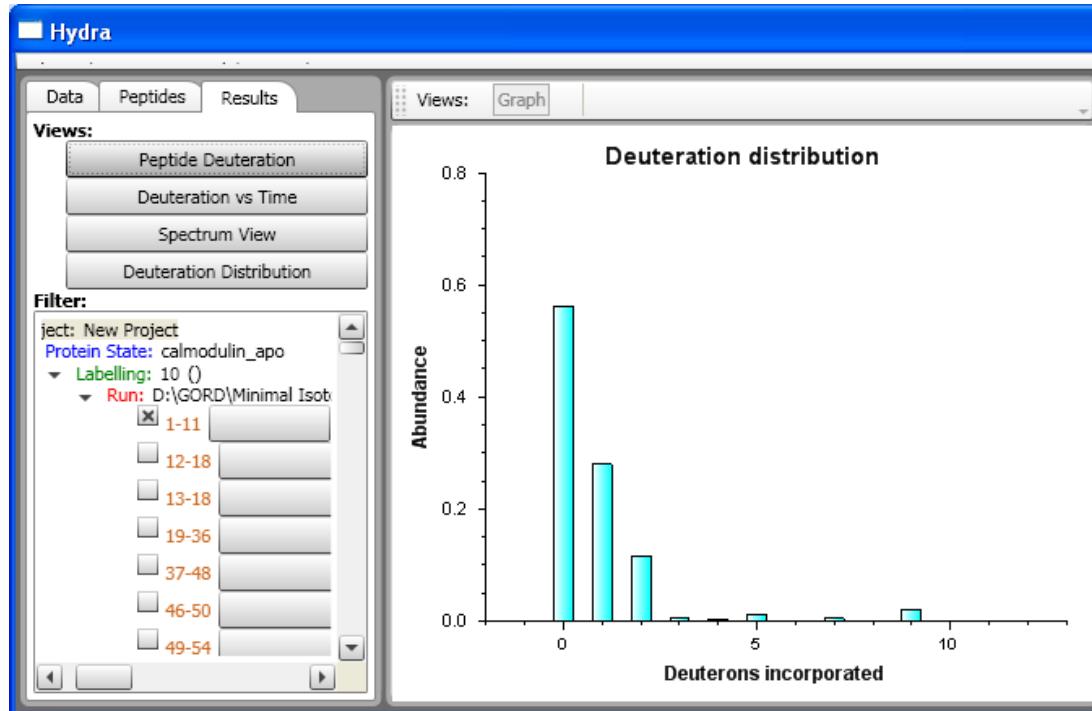 Hydra
Data Peptides Results
Views:
Peptide Deuteration
Deuteration vs Time
Spectrum View
Deuteration Distribution
Filter:
ject: New Project
Protein State: calmodulin_apo
Labelling: 10 ()
Run: D:\GORD\Minimal Isot
1-11
12-18
13-18
19-36
37-48
46-50
49-54
Views: Graph
Deuteration distribution
0.8
0.6
0.4
0.2
0.0
Abundance
0 5 10
Deuterons incorporated